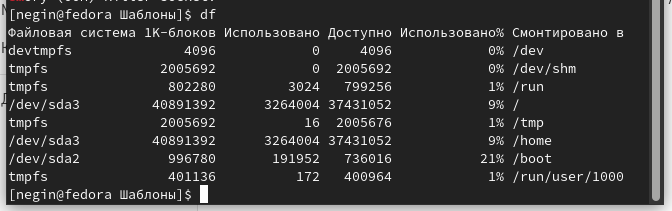 [negin@fedora Шаблоны]$ df
Файловая система 1K-блоков Использовано Доступно Использовано% Смонтировано в
devtmpfs 4096 0 4096 0% /dev
tmpfs 2005692 0 2005692 0% /dev/shm
tmpfs 802280 3024 799256 1% /run
/dev/sda3 40891392 3264004 37431052 9% /
tmpfs 2005692 16 2005676 1% /tmp
/dev/sda3 40891392 3264004 37431052 9% /home
/dev/sda2 996780 191952 736016 21% /boot
tmpfs 401136 172 400964 1% /run/user/1000
[negin@fedora Шаблоны]$